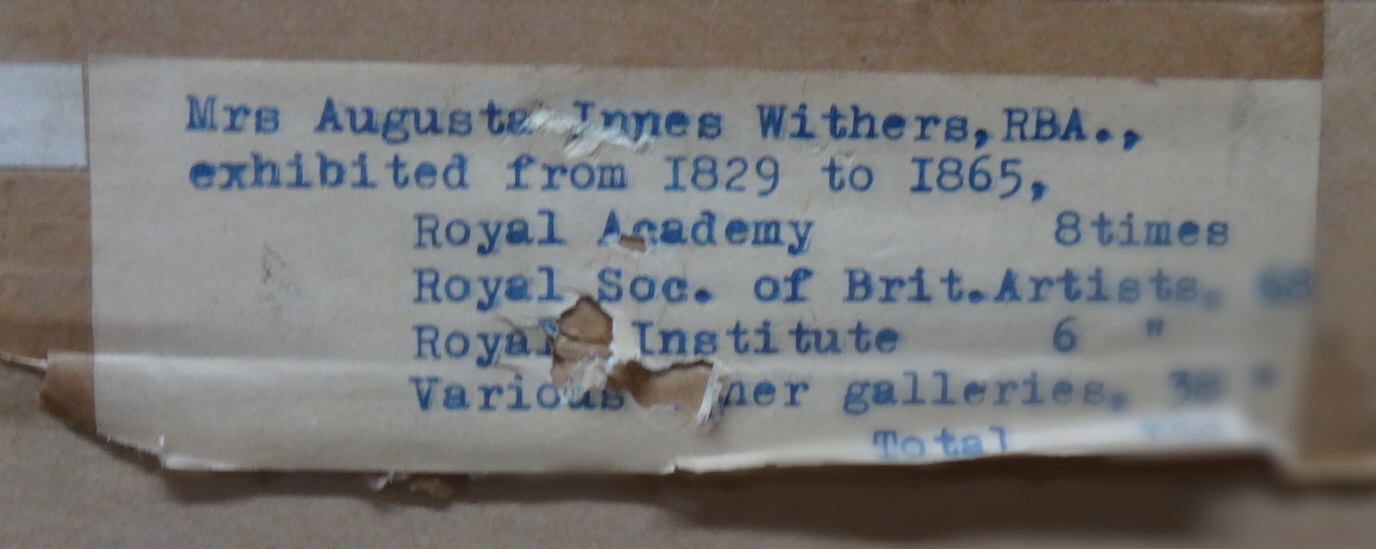 Mrs Augusta Innes Withers, RBA.,
exhibited from I829 to I865,
Royal Academy 8times
Royal Soc. of Brit.Artists, 68
Royal Institute 6 "
Various galleries, 38 "
Total